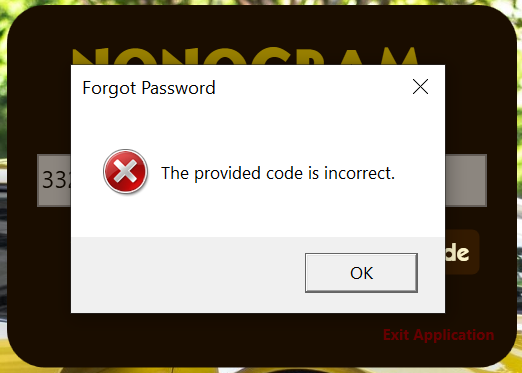 NONOGRAM
Forgot Password
The provided code is incorrect.
332
OK
de
Exit Application